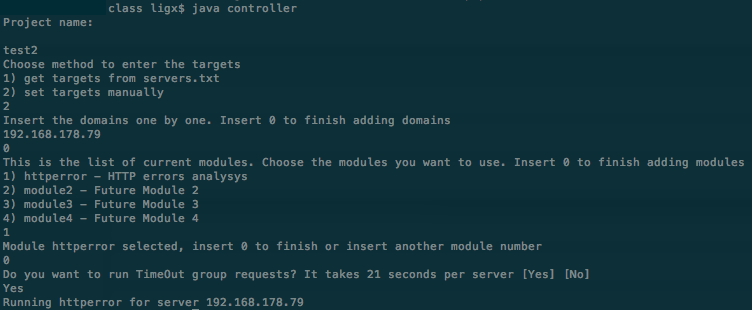 class ligx$ java controller
Project name:
test2
Choose method to enter the targets
1) get targets from servers.txt
2) set targets manually
2
Insert the domains one by one. Insert 0 to finish adding domains
192.168.178.79
0
This is the list of current modules. Choose the modules you want to use. Insert 0 to finish adding modules
1) httperror – HTTP errors analysys
2) module2 – Future Module 2
3) module3 – Future Module 3
4) module4 – Future Module 4
1
Module httperror selected, insert 0 to finish or insert another module number
0
Do you want to run TimeOut group requests? It takes 21 seconds per server [Yes] [No]
Yes
Running httperror for server 192.168.178.79